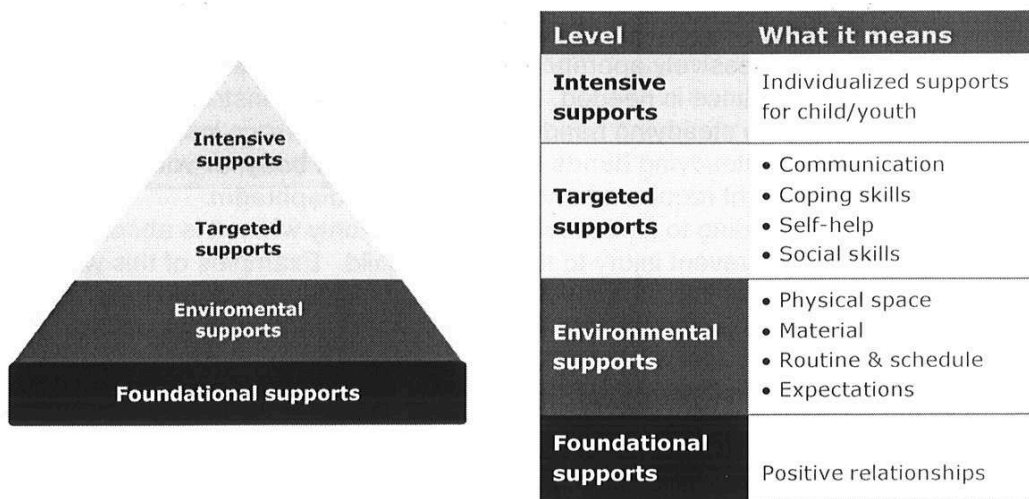 Intensive
supports
Targeted
supports
Enviromental
supports
Foundational supports
Level What it means
Intensive
supports
Individualized supports
for child/youth
Targeted
supports
• Communication
• Coping skills
• Self-help
• Social skills
Environmental
supports
• Physical space
• Material
• Routine & schedule
• Expectations
Foundational
supports
Positive relationships